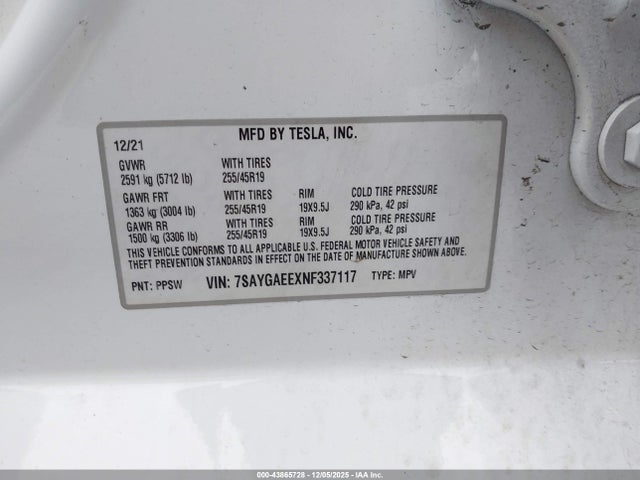 12/21 MFD BY TESLA, INC.
GVWR WITH TIRES
2591 kg (5712 lb) 255/45R19
GAWR FRT WITH TIRES RIM COLD TIRE PRESSURE
1363 kg (3004 lb) 255/45R19 19X9.5J 290 kPa, 42 psi
GAWR RR WITH TIRES RIM COLD TIRE PRESSURE
1500 kg (3306 lb) 255/45R19 19X9.5J 290 kPa, 42 psi
THIS VEHICLE CONFORMS TO ALL APPLICABLE U.S. FEDERAL MOTOR VEHICLE SAFETY AND
THEFT PREVENTION STANDARDS IN EFFECT ON THE DATE OF MANUFACTURE SHOWN ABOVE.
PNT: PPSW VIN: 7SAYGAEEXNF337117 TYPE: MPV
000-43865728 - 12/05/2025 - IAAC